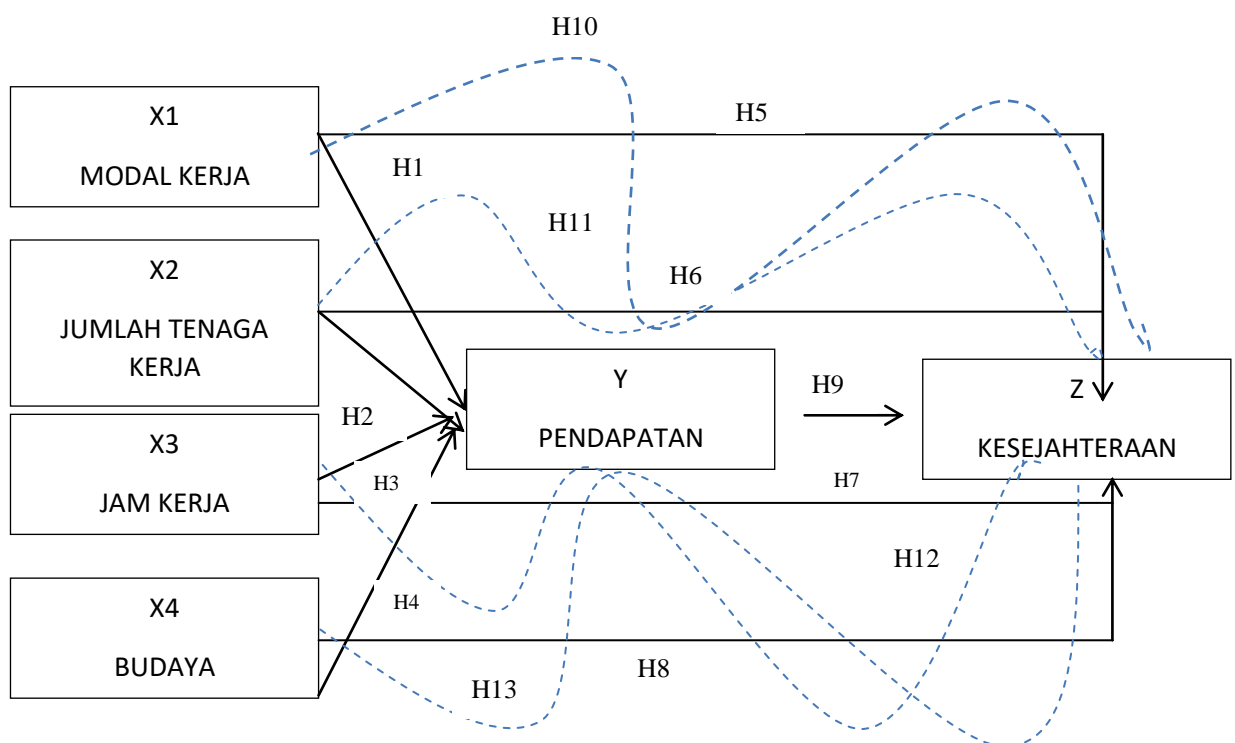 H10
X1
MODAL KERJA
H5
H1
H11
X2
JUMLAH TENAGA
KERJA
H6
Y
PENDAPATAN
H9
Z
KESEJAHTERAAN
H2
X3
JAM KERJA
H3
H7
H12
X4
BUDAYA
H4
H8
H13